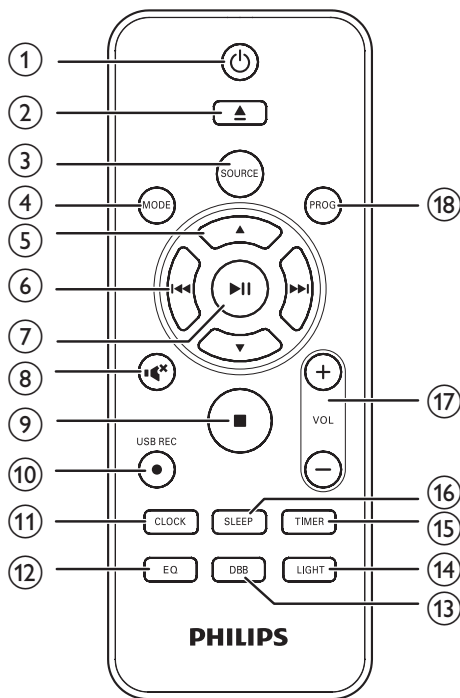 1
2
3
SOURCE
4
MODE
PROG
18
5
6
7
8
17
VOL
9
USB REC
10
16
11
CLOCK
SLEEP
TIMER
15
12
EQ
DBB
LIGHT
14
13
PHILIPS